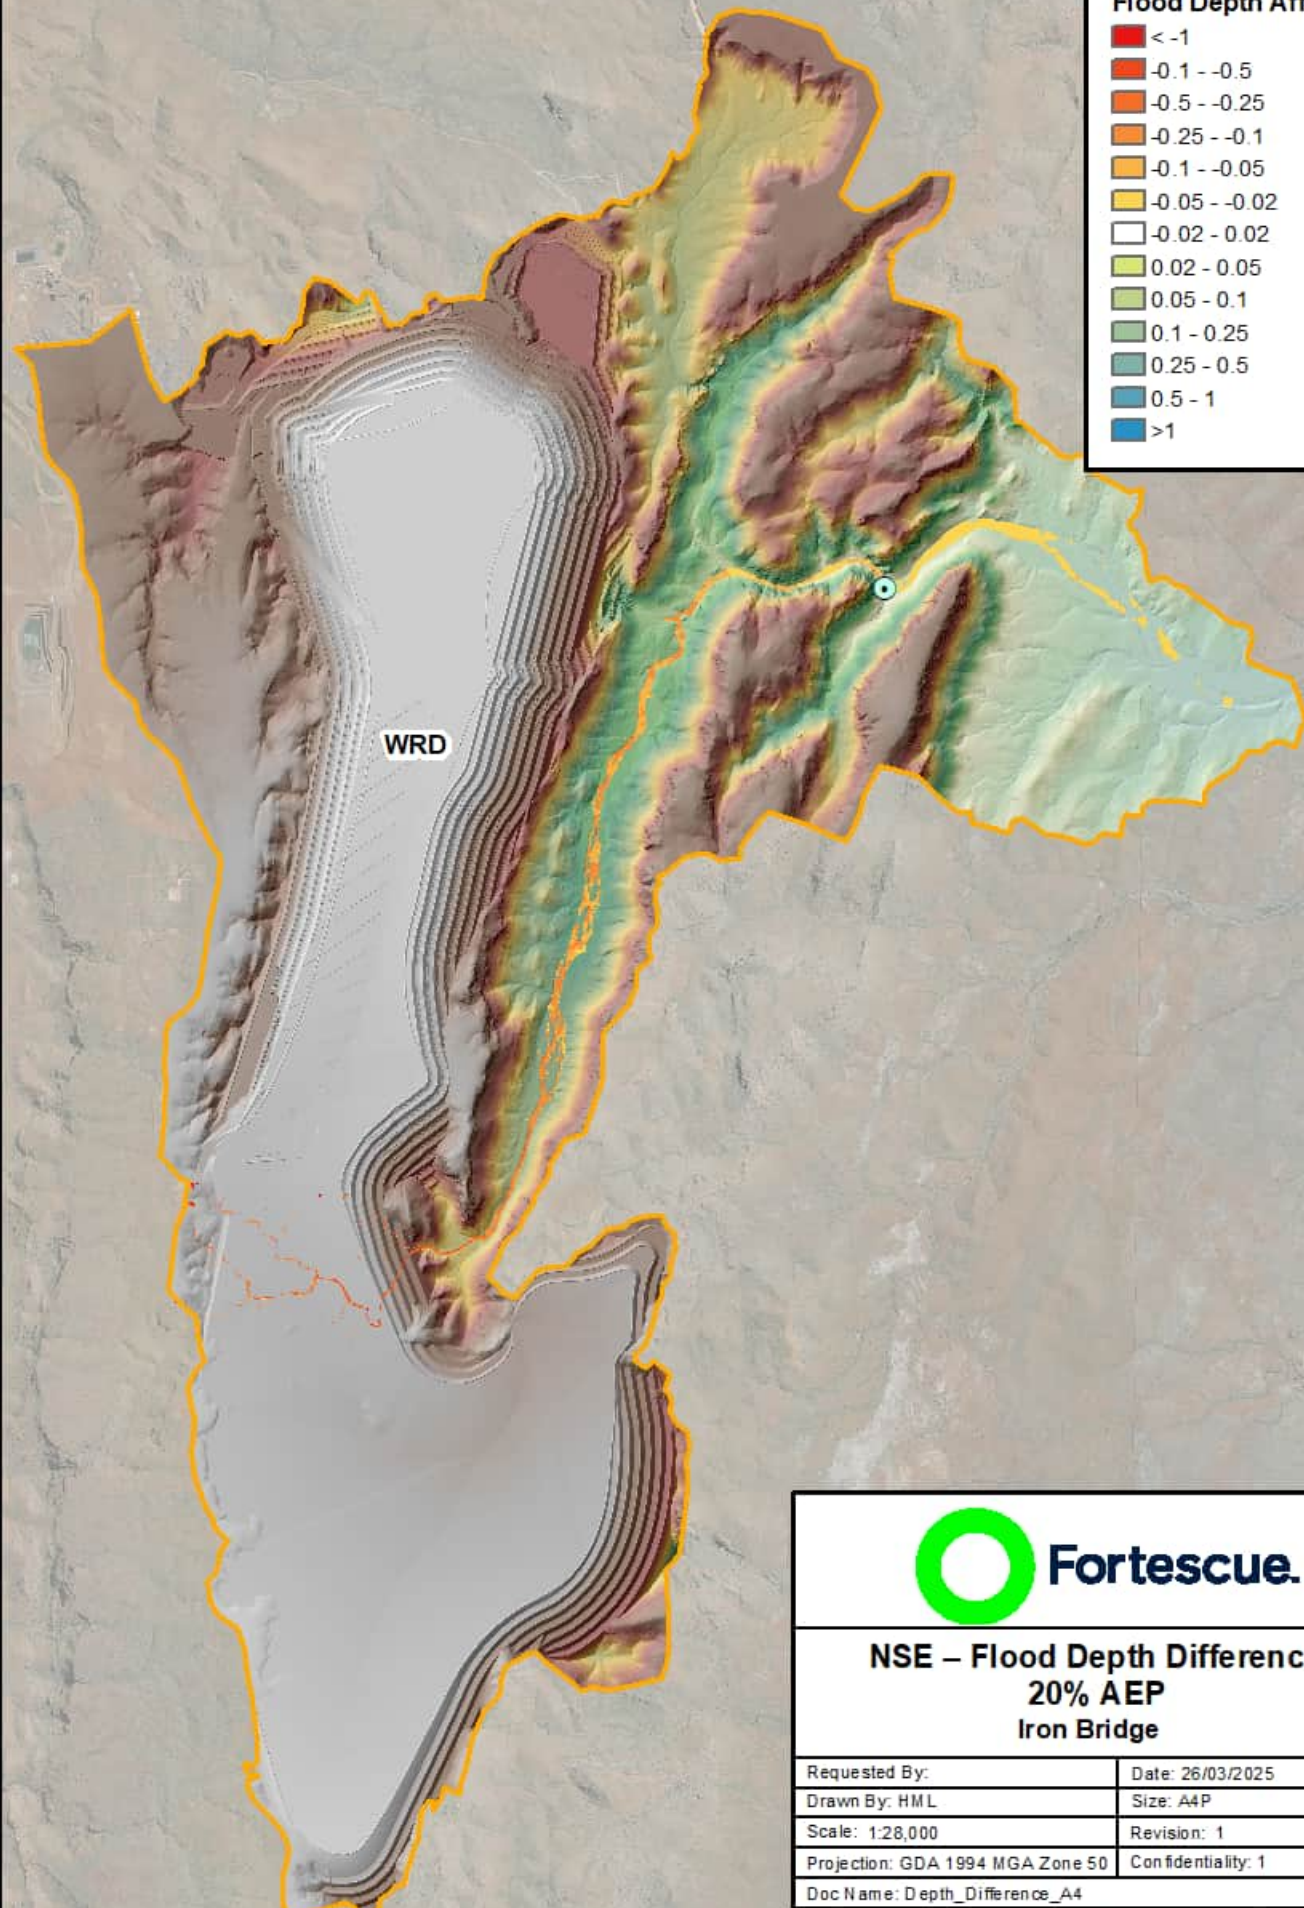 Flood Depth Aff
< -1
-0.1 - -0.5
-0.5 - -0.25
-0.25 - -0.1
-0.1 - -0.05
-0.05 - -0.02
-0.02 - 0.02
0.02 - 0.05
0.05 - 0.1
0.1 - 0.25
0.25 - 0.5
0.5 - 1
>1
WRD
Fortescue.
NSE – Flood Depth Differenc
20% AEP
Iron Bridge
Requested By:
Date: 26/03/2025
Drawn By: HML
Size: A4P
Scale: 1:28,000
Revision: 1
Projection: GDA 1994 MGA Zone 50
Confidentiality: 1
Doc Name: Depth_Difference_A4